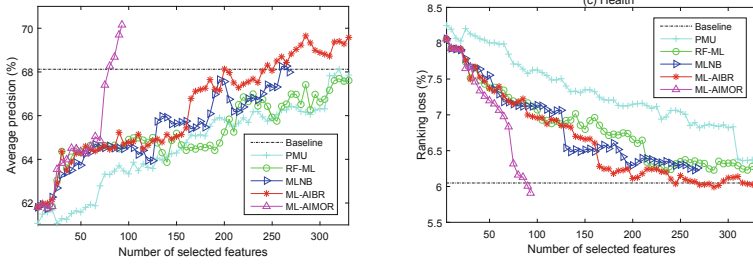 (c) Health
Average precision (%)
70
68
66
64
62
Baseline
PMU
RF-ML
MLNB
ML-AIBR
ML-AIMOR
50
100
150
200
250
300
Number of selected features
Ranking loss (%)
8.5
8
7.5
7
6.5
6
5.5
Baseline
PMU
RF-ML
MLNB
ML-AIBR
ML-AIMOR
50
100
150
200
250
300
Number of selected features